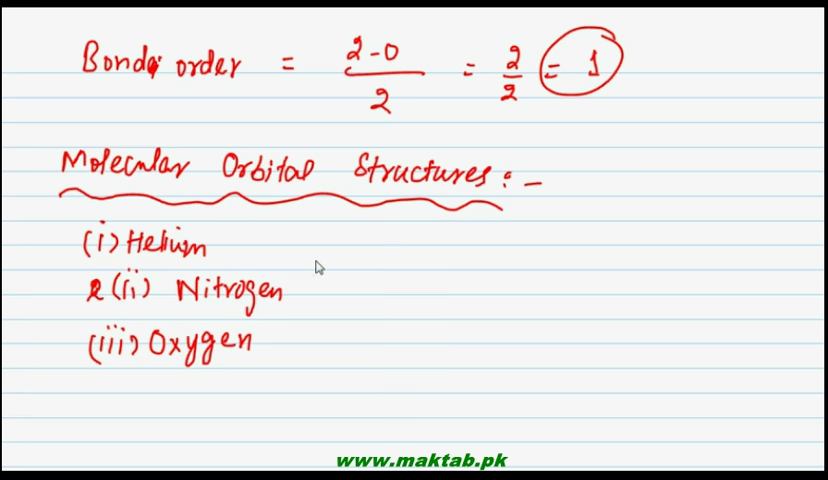 Bond order = 2-0/2 = 2/2 = 1
Molecular Orbital Structures :-
(i) Helium
(ii) Nitrogen
(iii) Oxygen
www.maktab.pk